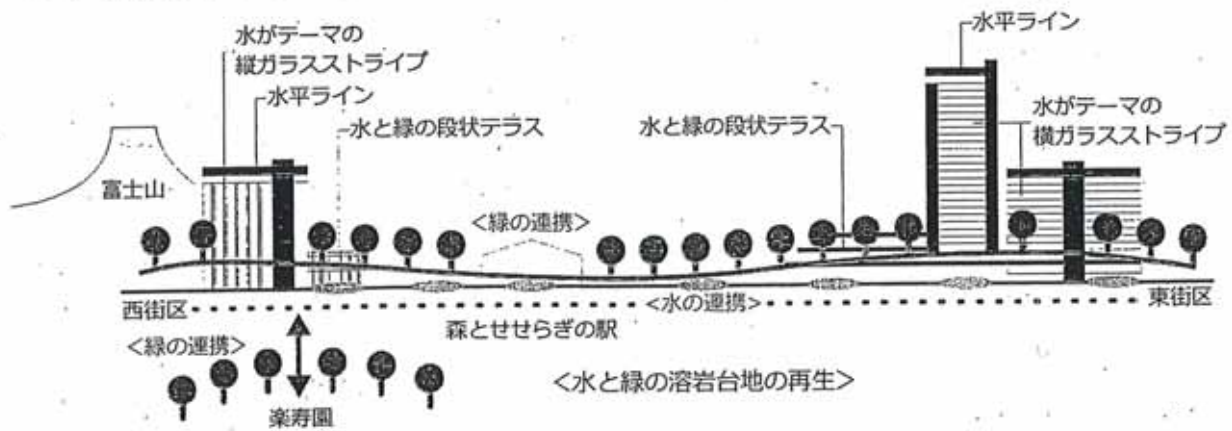 水がテーマの
縦ガラスストライプ
水平ライン
水と緑の段状テラス
富士山
<緑の連携>
水平ライン
水がテーマの
横ガラスストライプ
水と緑の段状テラス
西街区
<水の連携>
東街区
森とせせらぎの駅
<緑の連携>
楽寿園
<水と緑の溶岩台地の再生>